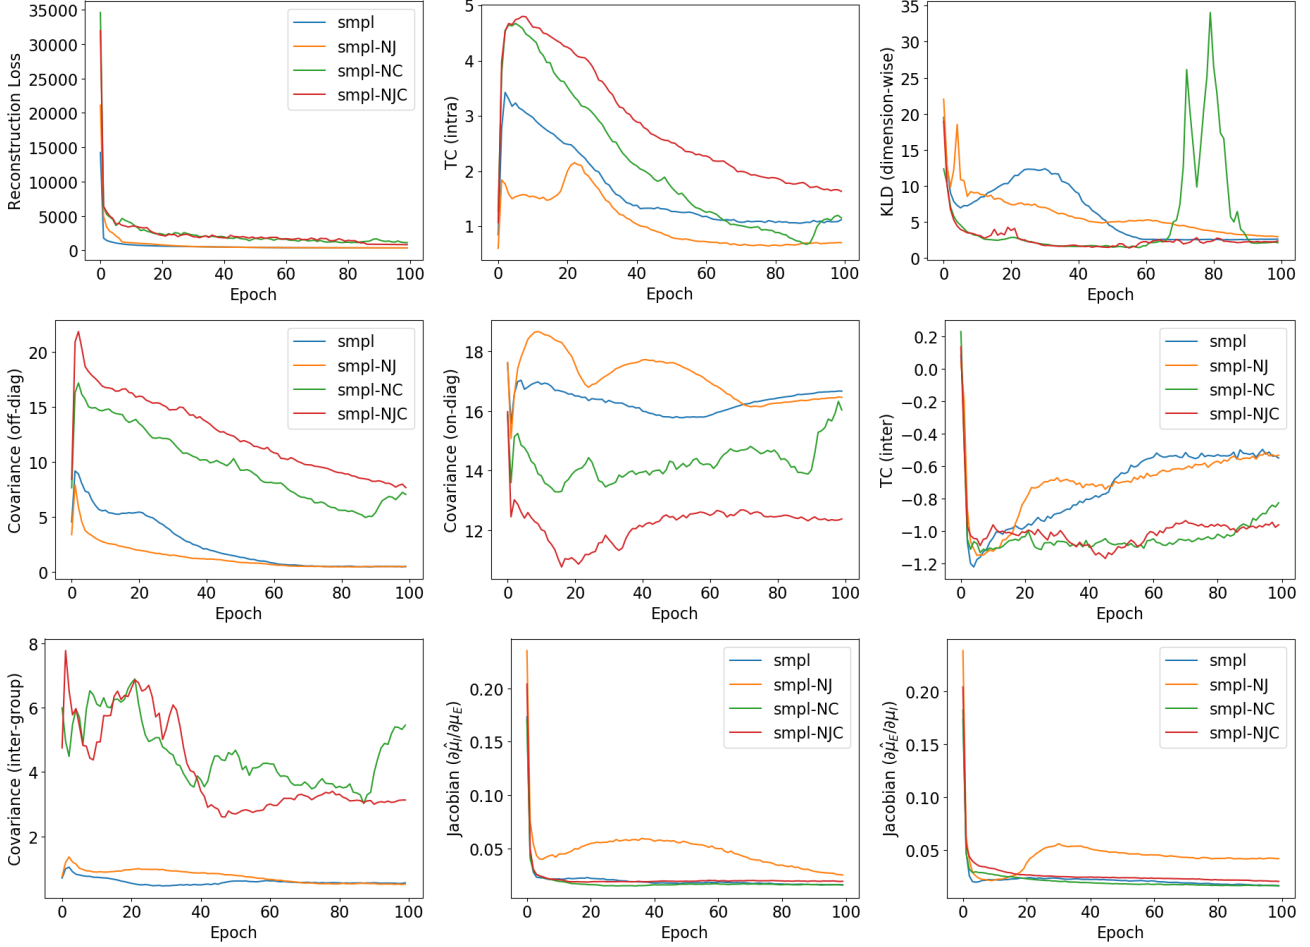 Reconstruction Loss
35000
30000
25000
20000
15000
10000
5000
0
0 20 40 60 80 100
Epoch
smpl
smpl-NJ
smpl-NC
smpl-NJC
TC (intra)
5
4
3
2
1
0 20 40 60 80 100
Epoch
KLD (dimension-wise)
35
30
25
20
15
10
5
0
0 20 40 60 80 100
Epoch
Covariance (off-diag)
20
15
10
5
0
0 20 40 60 80 100
Epoch
smpl
smpl-NJ
smpl-NC
smpl-NJC
Covariance (on-diag)
18
16
14
12
0 20 40 60 80 100
Epoch
TC (inter)
0.2
0.0
−0.2
−0.4
−0.6
−0.8
−1.0
−1.2
0 20 40 60 80 100
Epoch
smpl
smpl-NJ
smpl-NC
smpl-NJC
Covariance (inter-group)
8
6
4
2
0 20 40 60 80 100
Epoch
Jacobian (∂μ̂_I/∂μ_E)
0.20
0.15
0.10
0.05
0 20 40 60 80 100
Epoch
smpl
smpl-NJ
smpl-NC
smpl-NJC
Jacobian (∂μ̂_E/∂μ_I)
0.20
0.15
0.10
0.05
0 20 40 60 80 100
Epoch
smpl
smpl-NJ
smpl-NC
smpl-NJC